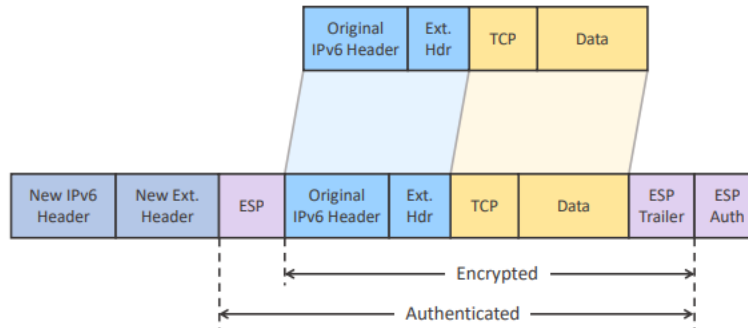 Original
IPv6 Header
Ext.
Hdr
TCP
Data
New IPv6
Header
New Ext.
Header
ESP
Original
IPv6 Header
Ext.
Hdr
TCP
Data
ESP
Trailer
ESP
Auth
Encrypted
Authenticated